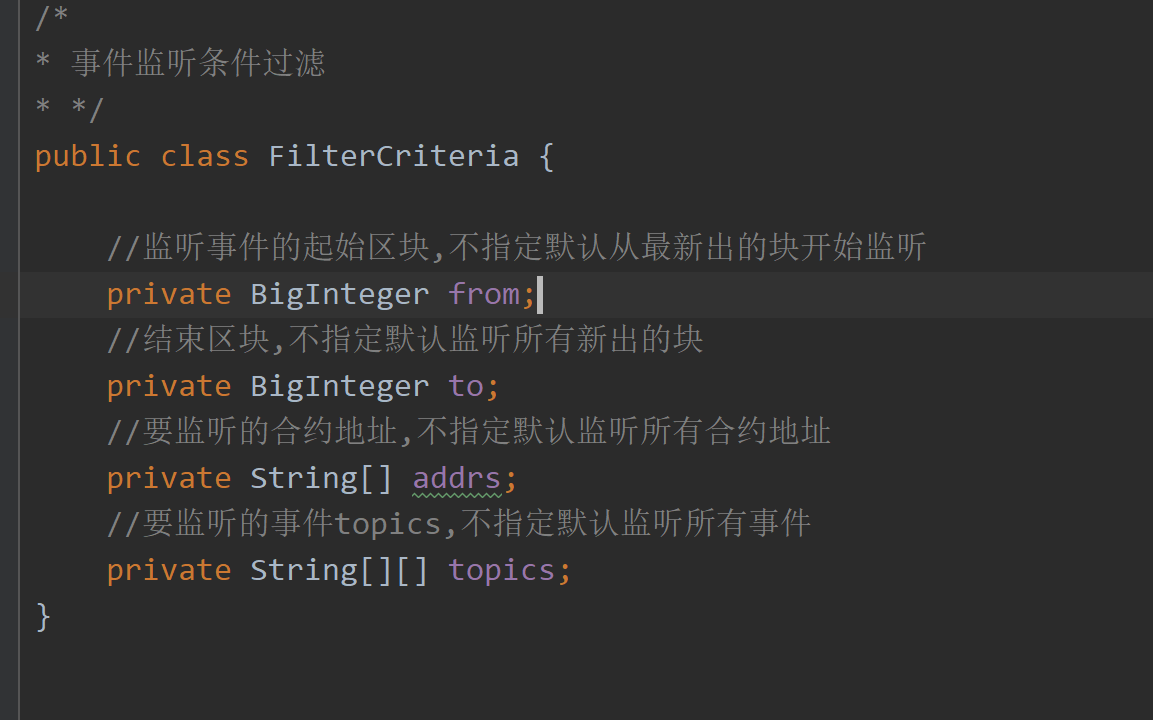 /*
* 事件监听条件过滤
* */
public class FilterCriteria {
//监听事件的起始区块,不指定默认从最新出的块开始监听
private BigInteger from;
//结束区块,不指定默认监听所有新出的块
private BigInteger to;
//要监听的合约地址,不指定默认监听所有合约地址
private String[] addrs;
//要监听的事件topics,不指定默认监听所有事件
private String[][] topics;
}